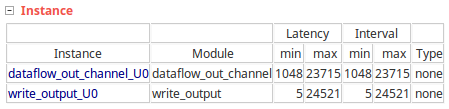 Instance
Latency Interval
Instance Module min max min max Type
dataflow_out_channel_U0 dataflow_out_channel 1048 23715 1048 23715 none
write_output_U0 write_output 5 24521 5 24521 none